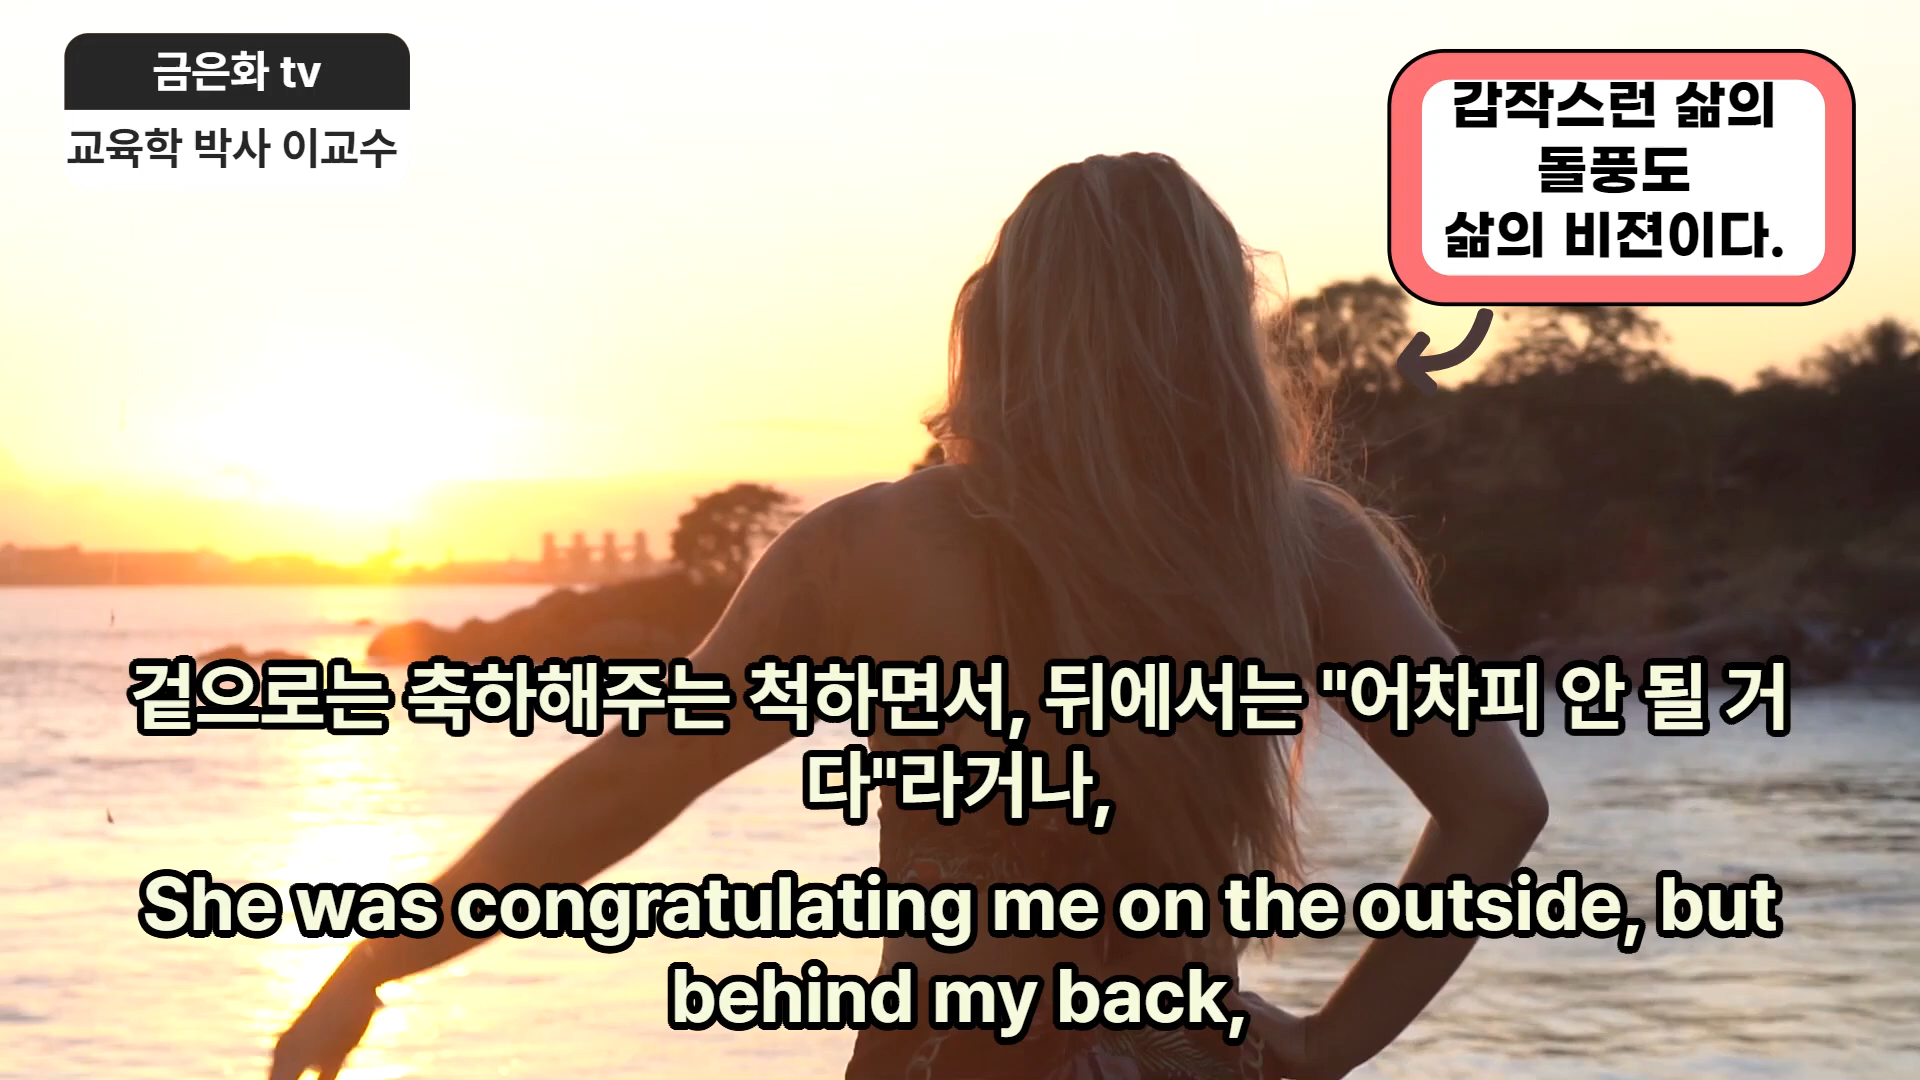 금은화 tv
교육학 박사 이교수
갑작스런 삶의
돌풍도
삶의 비젼이다.
겉으로는 축하해주는 척하면서, 뒤에서는 "어차피 안 될 거
다"라거나,
She was congratulating me on the outside, but
behind my back,